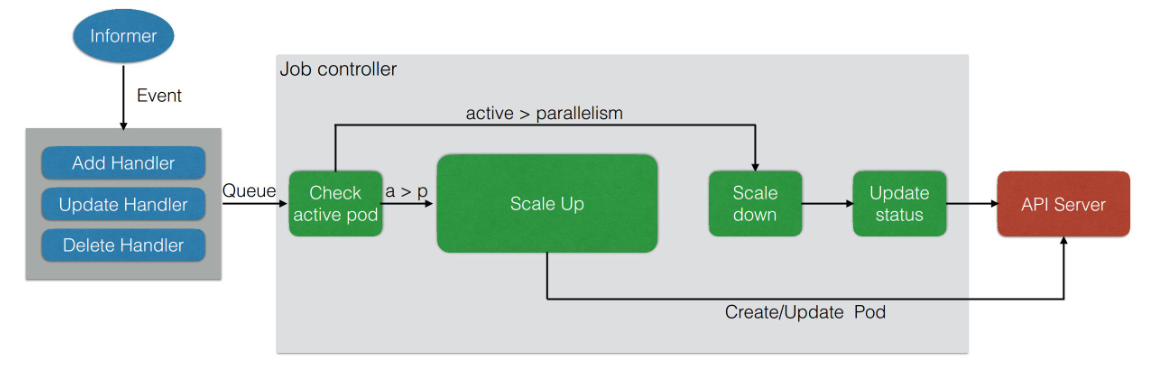 Informer
Event
Job controller
active > parallelism
Add Handler
Update Handler
Delete Handler
Queue
Check
active pod
a > p
Scale Up
Scale
down
Update
status
API Server
Create/Update Pod